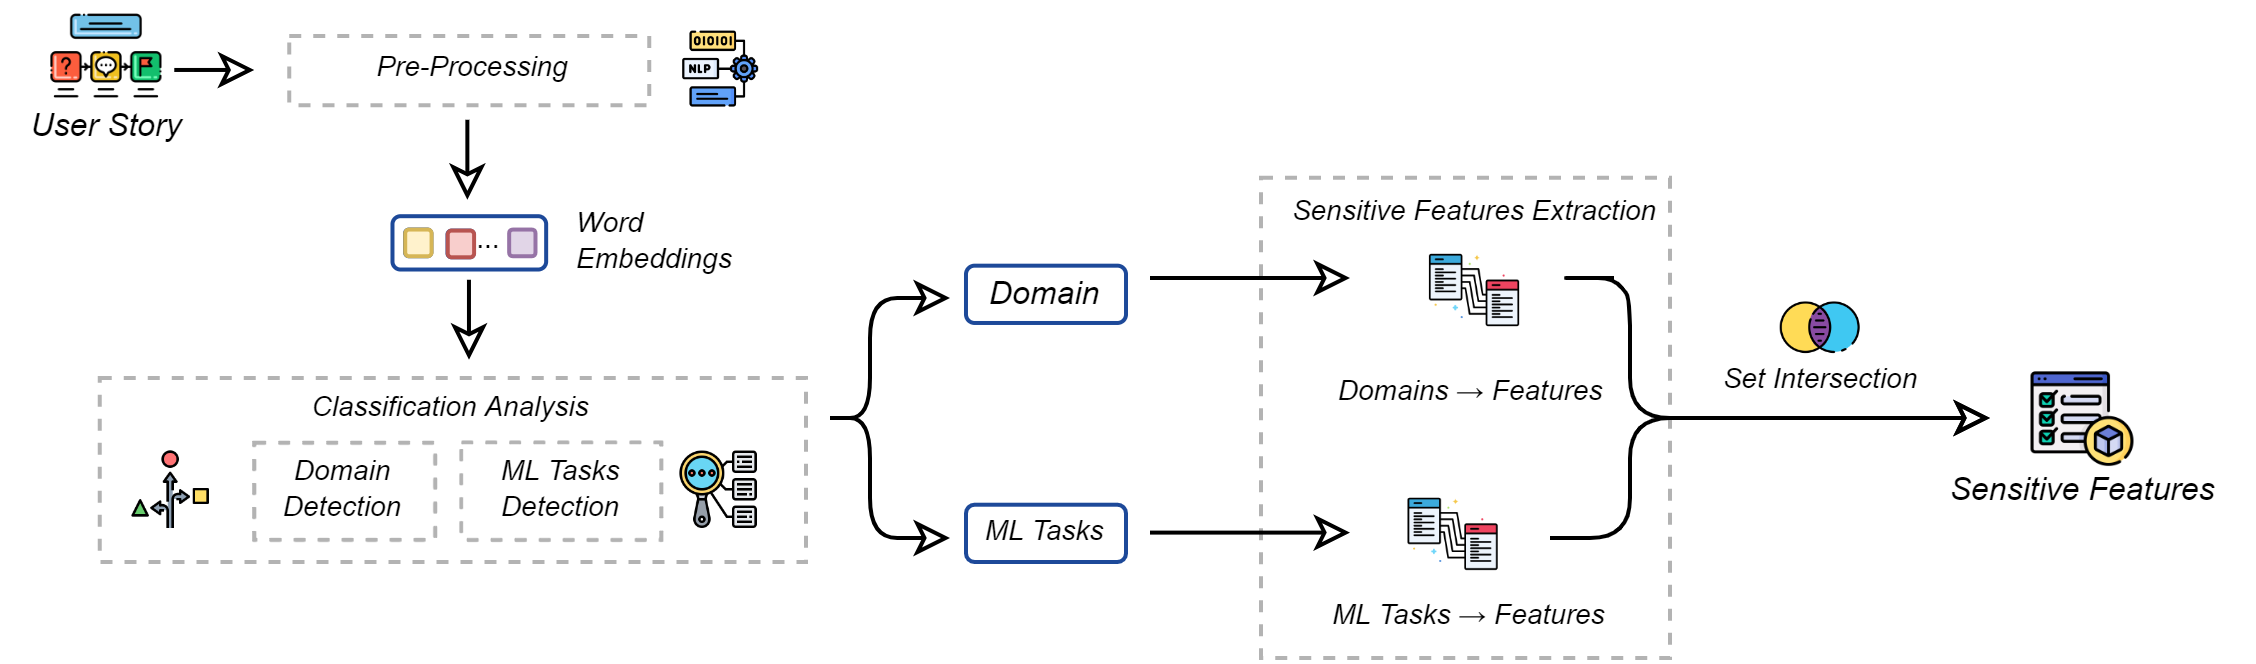 User Story
Pre-Processing
010101
NLP
Word
Embeddings
...
Classification Analysis
Domain
Detection
ML Tasks
Detection
Domain
ML Tasks
Sensitive Features Extraction
Domains → Features
ML Tasks → Features
Set Intersection
Sensitive Features